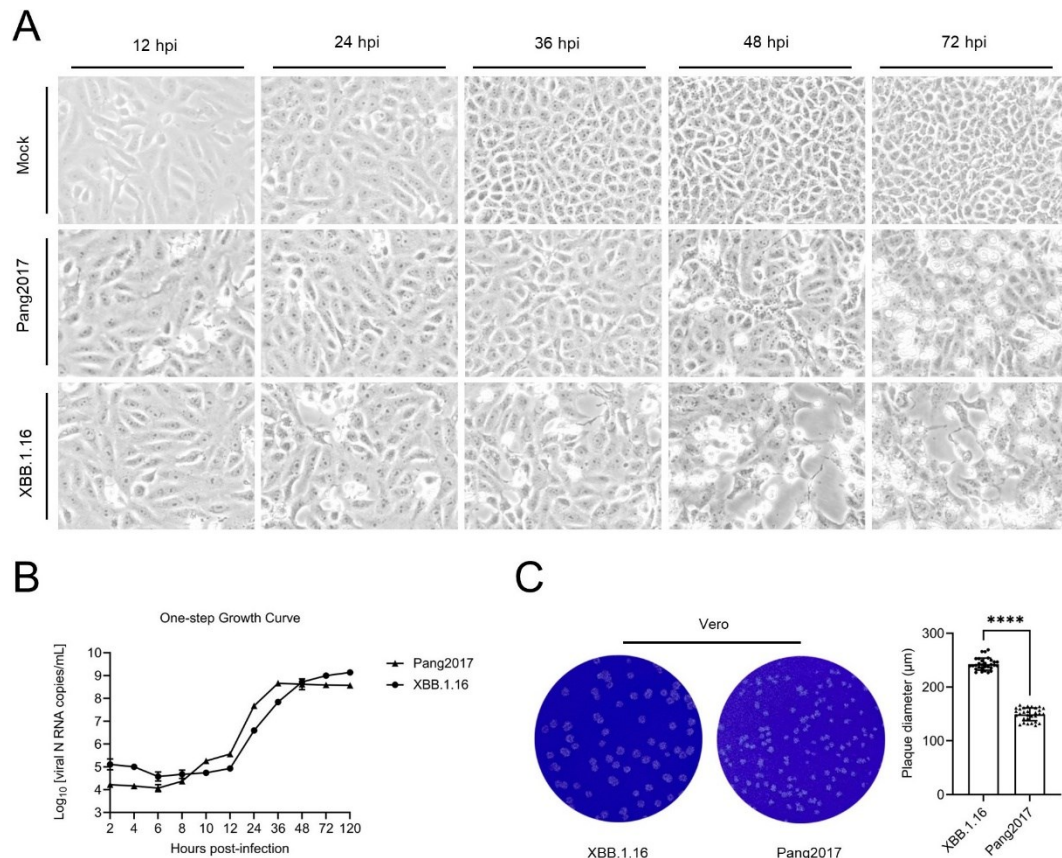 A
12 hpi
24 hpi
36 hpi
48 hpi
72 hpi
Mock
Pang2017
XBB.1.16
B
One-step Growth Curve
Log10 [viral N RNA copies/mL]
10
9
8
7
6
5
4
3
2 4 6 8 10 12 24 36 48 72 120
Hours post-infection
Pang2017
XBB.1.16
C
Vero
XBB.1.16
Pang2017
****
Plaque diameter (µm)
300
200
100
0
XBB.1.16
Pang2017